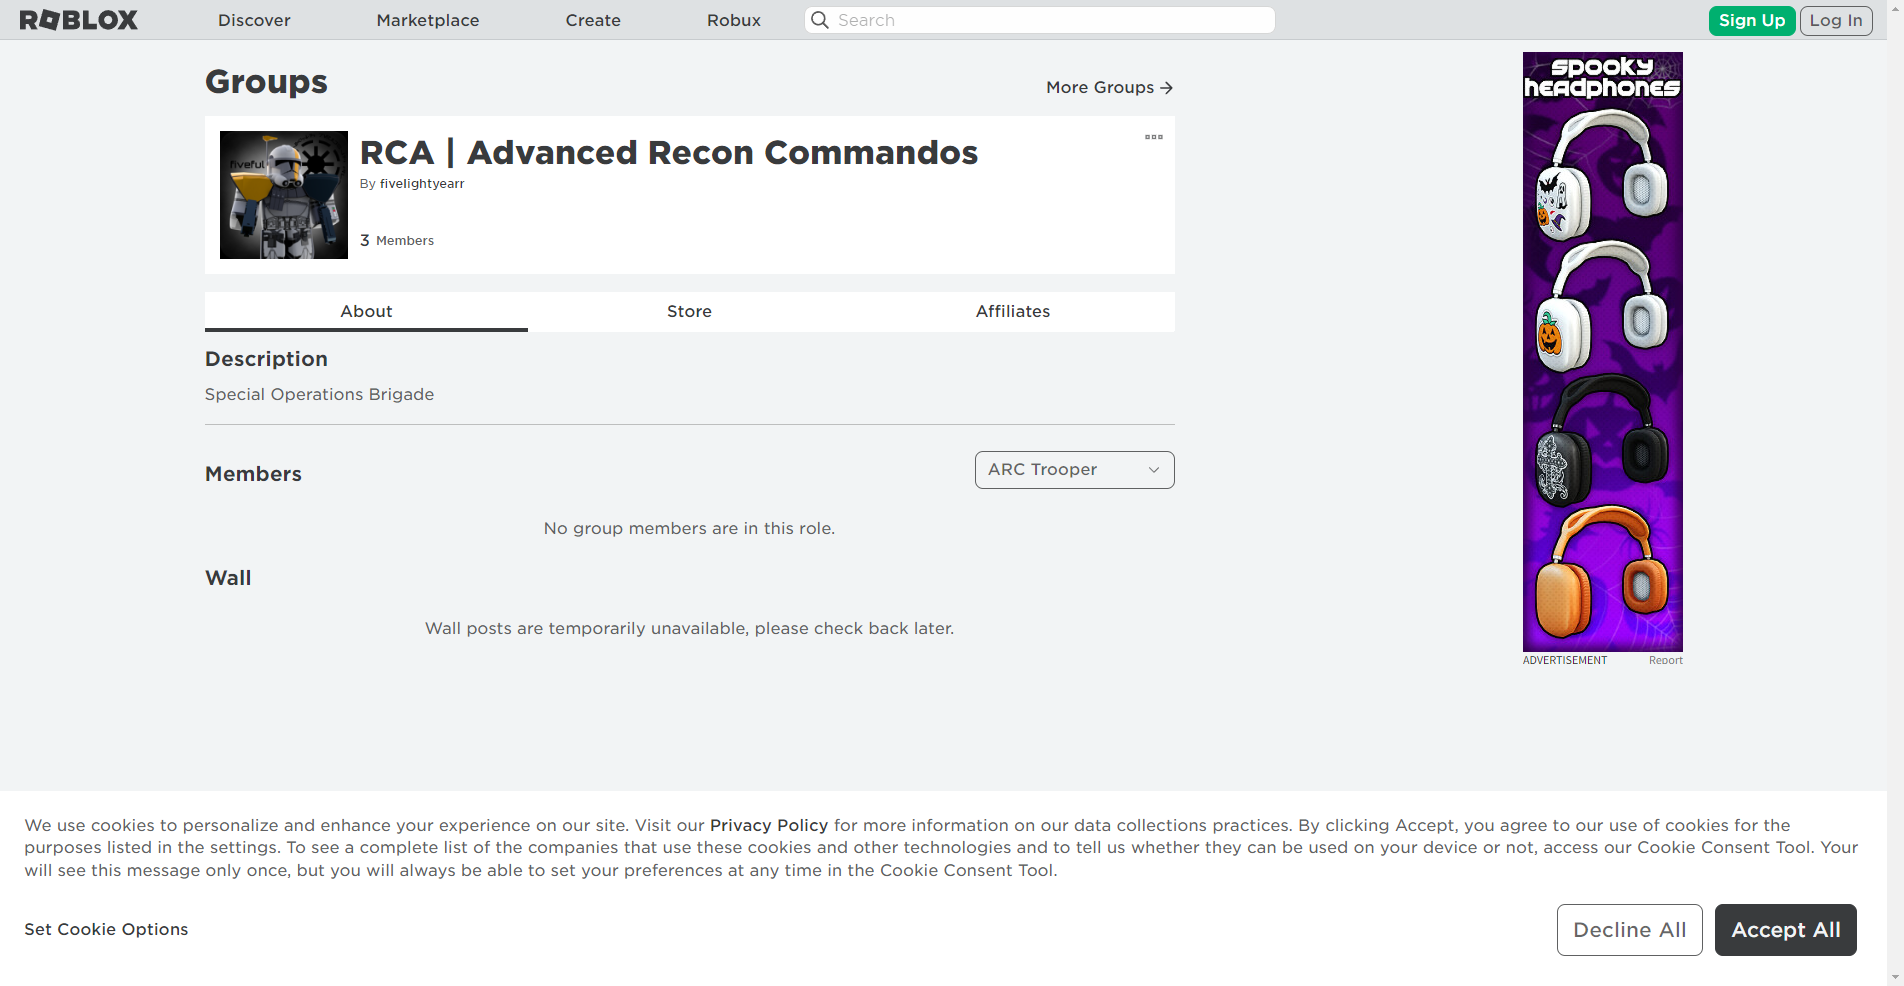 ROBLOX
Discover
Marketplace
Create
Robux
Search
Sign Up
Log In
Groups
More Groups
fiveful
RCA | Advanced Recon Commandos
By fivelightyearr
3 Members
About
Store
Affiliates
Description
Special Operations Brigade
Members
ARC Trooper
No group members are in this role.
Wall
Wall posts are temporarily unavailable, please check back later.
spooky
headphones
ADVERTISEMENT
Report
We use cookies to personalize and enhance your experience on our site. Visit our Privacy Policy for more information on our data collections practices. By clicking Accept, you agree to our use of cookies for the
purposes listed in the settings. To see a complete list of the companies that use these cookies and other technologies and to tell us whether they can be used on your device or not, access our Cookie Consent Tool. Your
will see this message only once, but you will always be able to set your preferences at any time in the Cookie Consent Tool.
Set Cookie Options
Decline All
Accept All